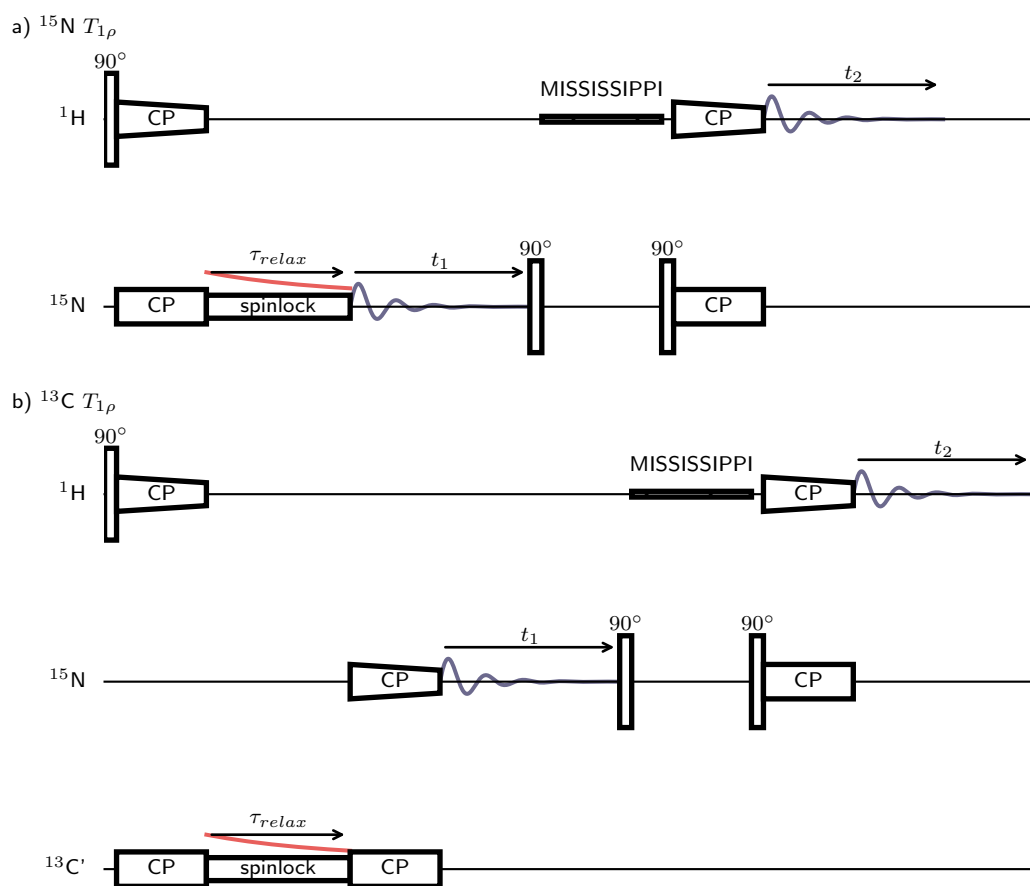 a) ¹⁵N T₁ρ
90°
¹H CP MISSISSIPPI CP t₂
90° 90°
¹⁵N CP τrelax spinlock t₁ CP
b) ¹³C T₁ρ
90°
¹H CP MISSISSIPPI CP t₂
90° 90°
¹⁵N CP t₁ CP
τrelax
¹³C' CP spinlock CP